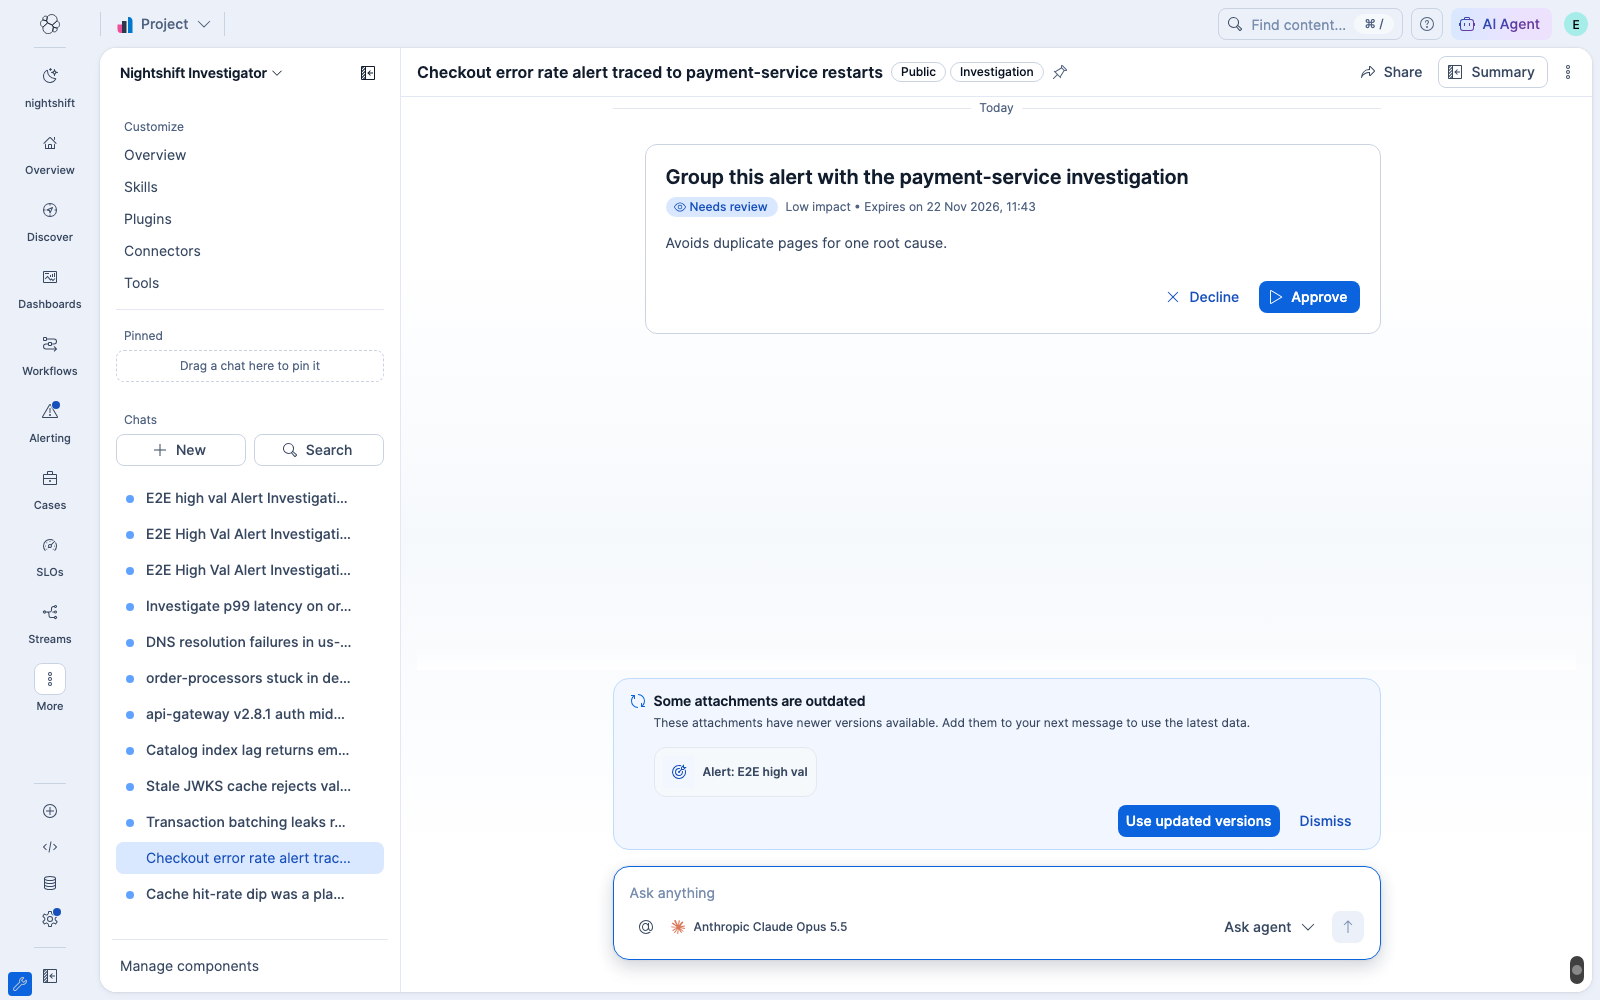 Project
Find content...
⌘ /
AI Agent
E
nightshift
Overview
Discover
Dashboards
Workflows
Alerting
Cases
SLOs
Streams
More
Nightshift Investigator
Customize
Overview
Skills
Plugins
Connectors
Tools
Pinned
Drag a chat here to pin it
Chats
New
Search
E2E high val Alert Investigati...
E2E High Val Alert Investigati...
E2E High Val Alert Investigati...
Investigate p99 latency on or...
DNS resolution failures in us-...
order-processors stuck in de...
api-gateway v2.8.1 auth mid...
Catalog index lag returns em...
Stale JWKS cache rejects val...
Transaction batching leaks r...
Checkout error rate alert trac...
Cache hit-rate dip was a pla...
Manage components
Checkout error rate alert traced to payment-service restarts
Public
Investigation
Share
Summary
Today
Group this alert with the payment-service investigation
Needs review
Low impact • Expires on 22 Nov 2026, 11:43
Avoids duplicate pages for one root cause.
Decline
Approve
Some attachments are outdated
These attachments have newer versions available. Add them to your next message to use the latest data.
Alert: E2E high val
Use updated versions
Dismiss
Ask anything
@
Anthropic Claude Opus 5.5
Ask agent